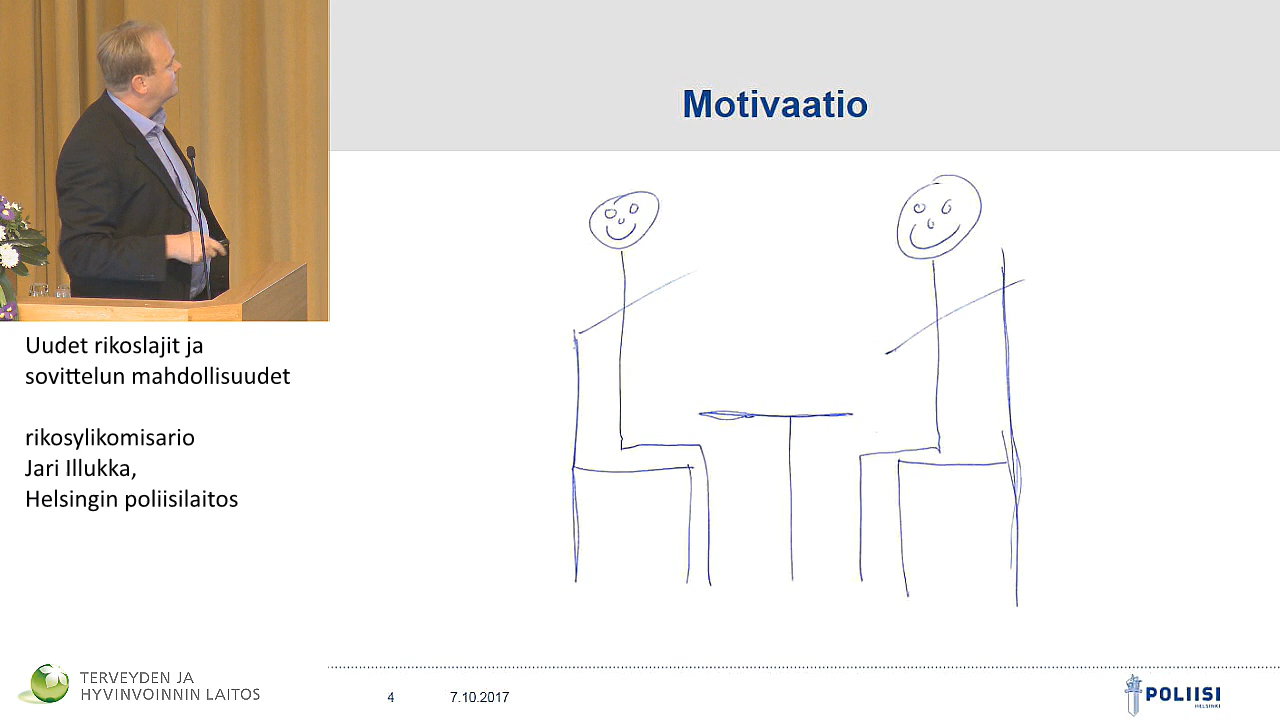 Motivaatio
Uudet rikoslajit ja
sovittelun mahdollisuudet
rikosylikomisario
Jari Illukka,
Helsingin poliisilaitos
TERVEYDEN JA
HYVINVOINNIN LAITOS
4
7.10.2017
POLIISI
HELSINKI